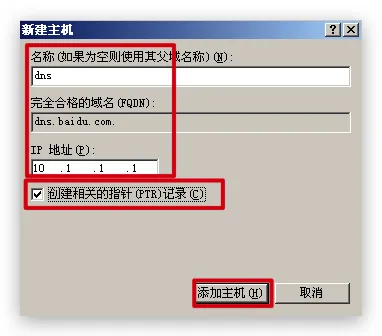 新建主机
名称(如果为空则使用其父域名称)(N):
dns
完全合格的域名(FQDN):
dns.baidu.com.
IP 地址(P):
10 .1 .1 .1
创建相关的指针(PTR)记录(C)
添加主机(H) 取消